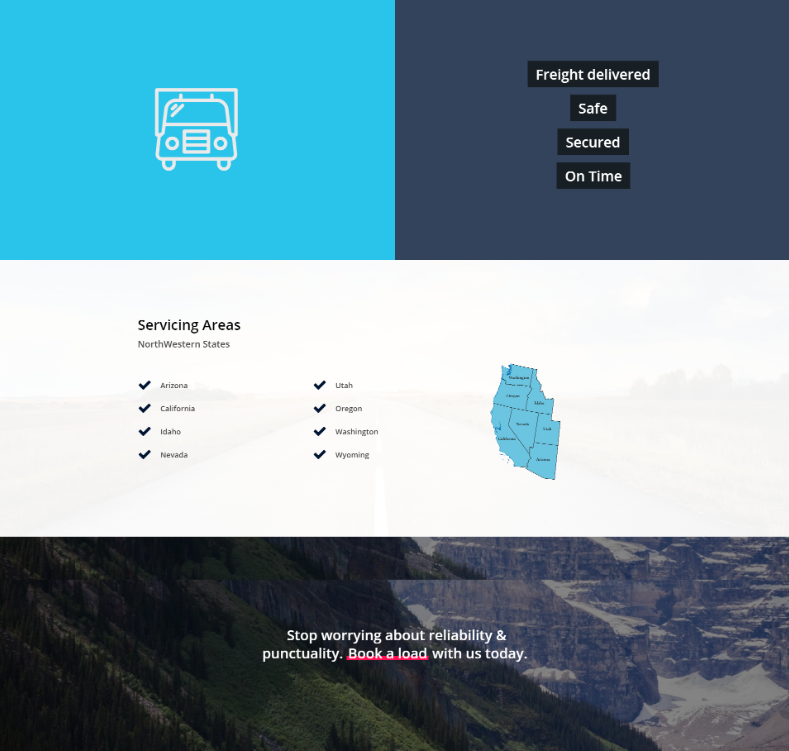 Freight delivered
Safe
Secured
On Time
Servicing Areas
NorthWestern States
Arizona
Utah
California
Oregon
Idaho
Washington
Nevada
Wyoming
Washington
Oregon
Idaho
Nevada
Utah
California
Arizona
Stop worrying about reliability &
punctuality. Book a load with us today.